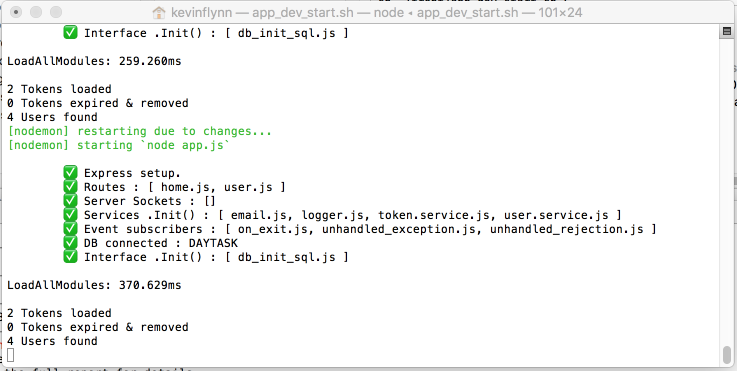 kevinflynn — app_dev_start.sh — node ◂ app_dev_start.sh — 101×24
✅ Interface .Init() : [ db_init_sql.js ]
LoadAllModules: 259.260ms
2 Tokens loaded
0 Tokens expired & removed
4 Users found
[nodemon] restarting due to changes...
[nodemon] starting `node app.js`
✅ Express setup.
✅ Routes : [ home.js, user.js ]
✅ Server Sockets : []
✅ Services .Init() : [ email.js, logger.js, token.service.js, user.service.js ]
✅ Event subscribers : [ on_exit.js, unhandled_exception.js, unhandled_rejection.js ]
✅ DB connected : DAYTASK
✅ Interface .Init() : [ db_init_sql.js ]
LoadAllModules: 370.629ms
2 Tokens loaded
0 Tokens expired & removed
4 Users found